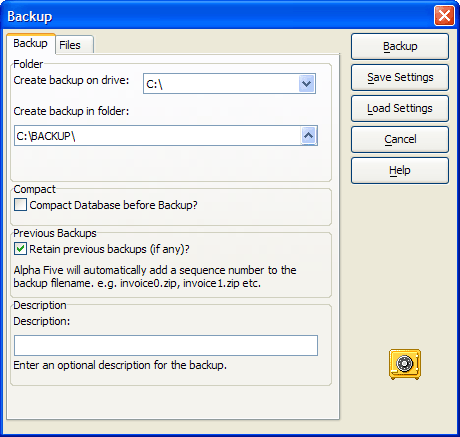 Backup
Backup Files
Folder
Create backup on drive: C:\
Create backup in folder:
C:\BACKUP\
Compact
Compact Database before Backup?
Previous Backups
Retain previous backups (if any)?
Alpha Five will automatically add a sequence number to the
backup filename. e.g. invoice0.zip, invoice1.zip etc.
Description
Description:
Enter an optional description for the backup.
Backup
Save Settings
Load Settings
Cancel
Help